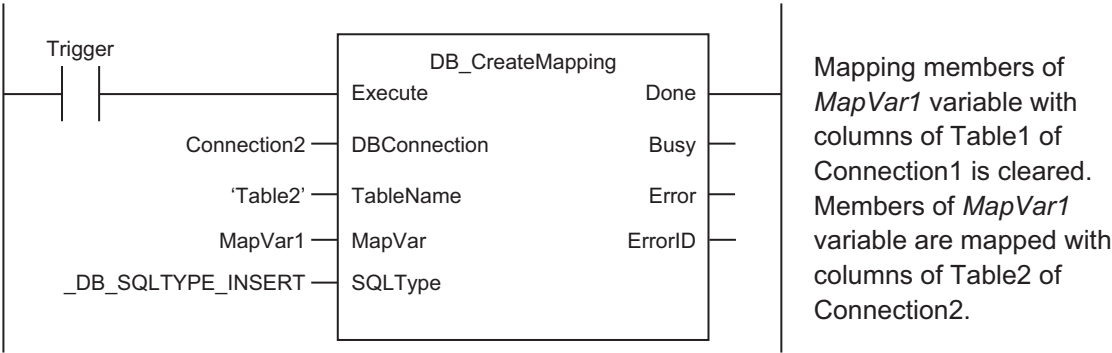 Trigger
DB_CreateMapping
Execute Done
Connection2 DBConnection Busy
‘Table2’ TableName Error
MapVar1 MapVar ErrorID
_DB_SQLTYPE_INSERT SQLType
Mapping members of
MapVar1 variable with
columns of Table1 of
Connection1 is cleared.
Members of MapVar1
variable are mapped with
columns of Table2 of
Connection2.